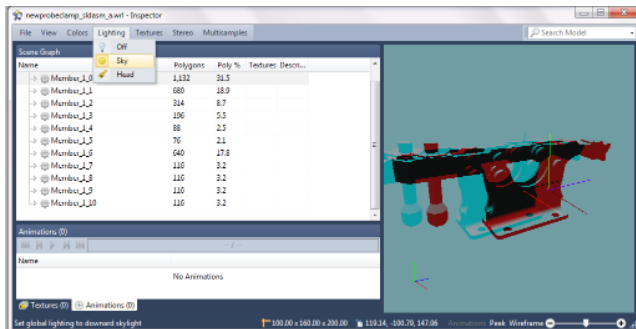 newprobeclamp_sldasm_a.wrl - Inspector
File View Colors Lighting Textures Stereo Multisamples Search Model
Off
Sky
Head
Scene Graph
Name Polygons Poly % Textures Descri...
Member_1_0 1,132 31.5
Member_1_1 680 18.9
Member_1_2 314 8.7
Member_1_3 196 5.5
Member_1_4 88 2.5
Member_1_5 76 2.1
Member_1_6 640 17.8
Member_1_7 116 3.2
Member_1_8 116 3.2
Member_1_9 116 3.2
Member_1_10 116 3.2
Animations (0)
- / -
Name
No Animations
Textures (0) Animations (0)
Set global lighting to downard skylight 100.00 x 160.00 x 200.00 119.14, -100.79, 147.06 Animations Peak Wireframe